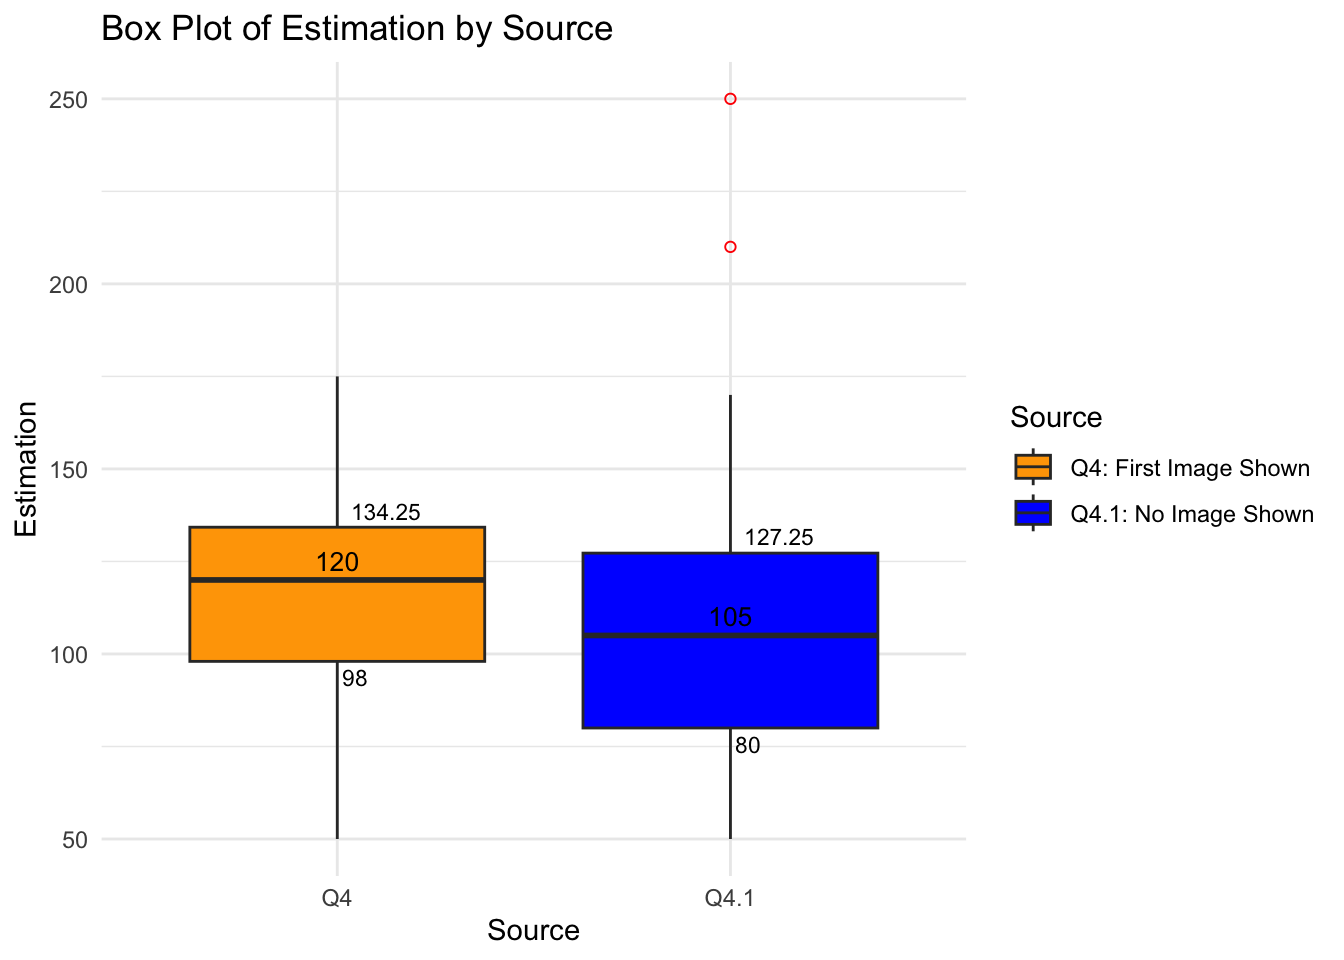 Box Plot of Estimation by Source
250
200
150
100
50
Estimation
134.25
120
98
127.25
105
80
Q4
Q4.1
Source
Source
Q4: First Image Shown
Q4.1: No Image Shown